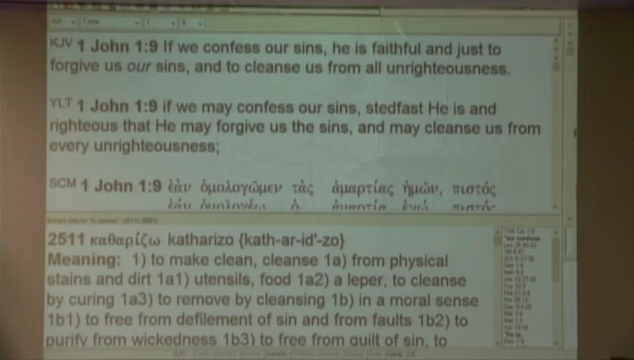 KJV 1 John 1:9 If we confess our sins, he is faithful and just to
forgive us our sins, and to cleanse us from all unrighteousness.
YLT 1 John 1:9 if we may confess our sins, stedfast He is and
righteous that He may forgive us the sins, and may cleanse us from
every unrighteousness;
SCM 1 John 1:9 ἐὰν ὁμολογῶμεν τὰς ἁμαρτίας ἡμῶν, πιστός
2511 καθαρίζω katharizo {kath-ar-id'-zo}
Meaning: 1) to make clean, cleanse 1a) from physical
stains and dirt 1a1) utensils, food 1a2) a leper, to cleanse
by curing 1a3) to remove by cleansing 1b) in a moral sense
1b1) to free from defilement of sin and from faults 1b2) to
purify from wickedness 1b3) to free from guilt of sin, to